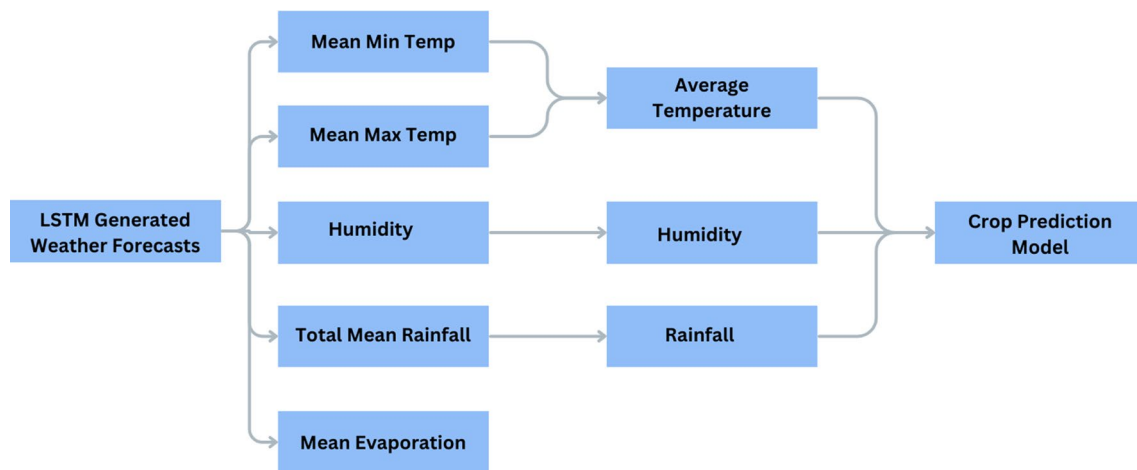 LSTM Generated
Weather Forecasts
Mean Min Temp
Mean Max Temp
Humidity
Total Mean Rainfall
Mean Evaporation
Average
Temperature
Humidity
Rainfall
Crop Prediction
Model